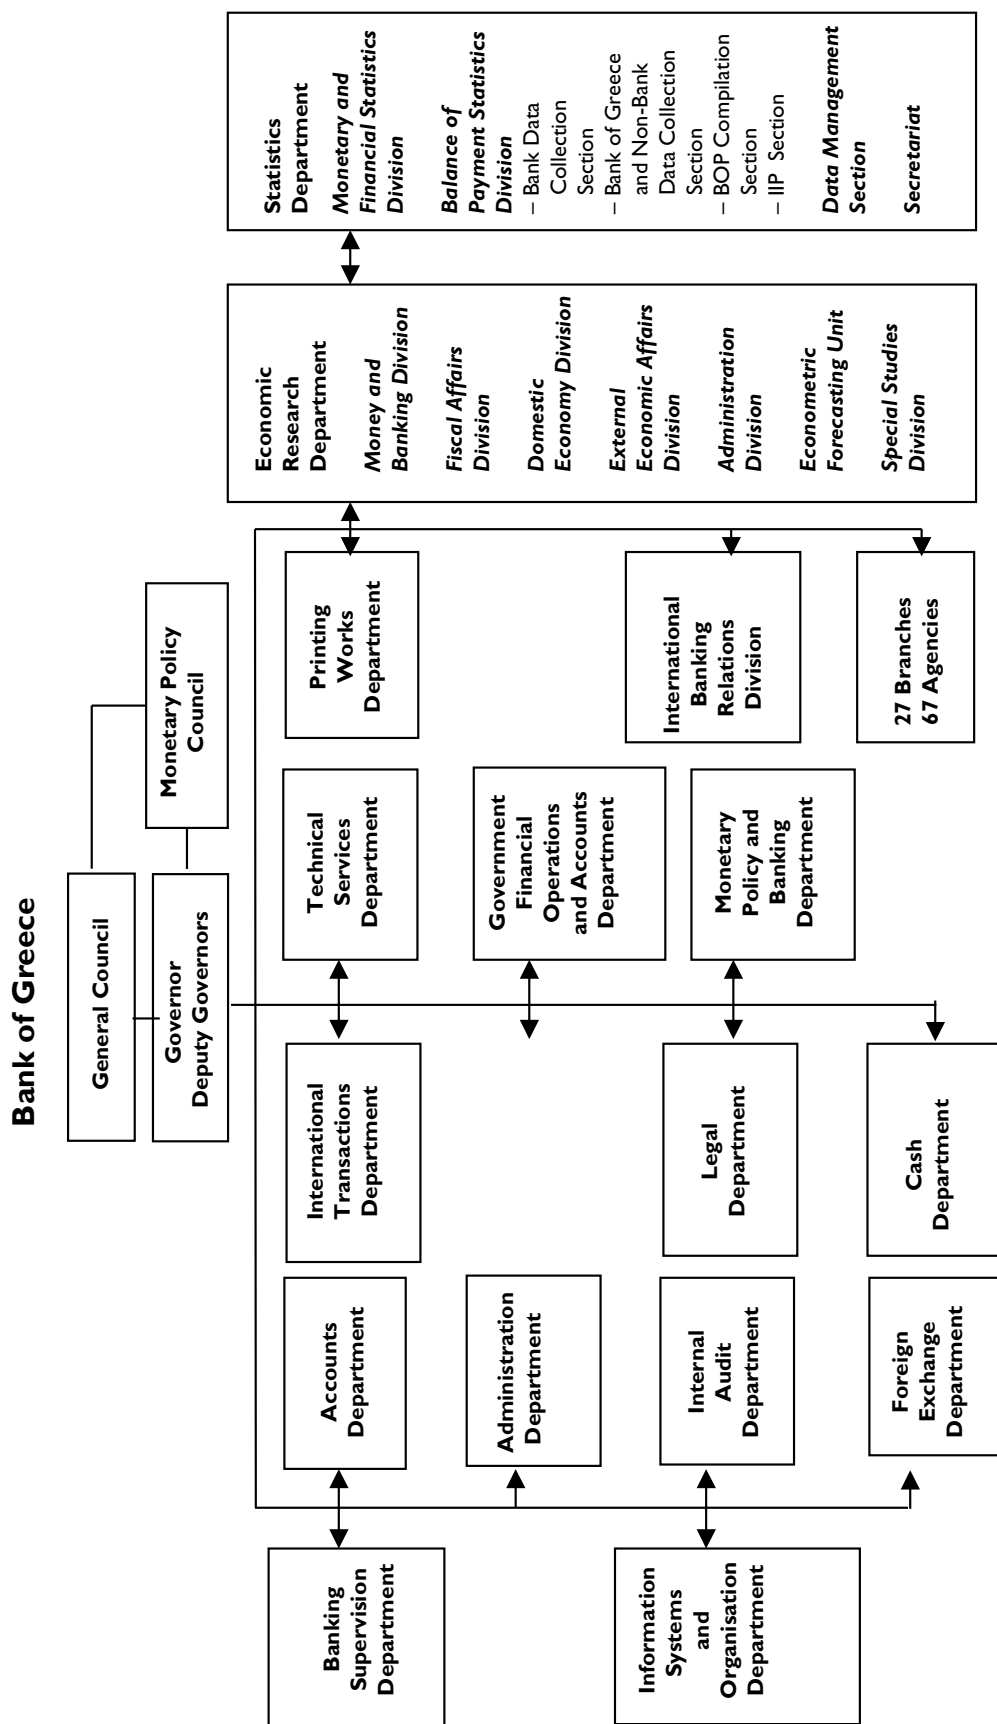 Bank of Greece
General Council
Governor
Deputy Governors
Monetary Policy
Council
Banking
Supervision
Department
Information
Systems
and
Organisation
Department
Accounts
Department
Administration
Department
Internal
Audit
Department
Foreign
Exchange
Department
International
Transactions
Department
Legal
Department
Cash
Department
Technical
Services
Department
Government
Financial
Operations
and Accounts
Department
Monetary
Policy and
Banking
Department
Printing
Works
Department
International
Banking
Relations
Division
27 Branches
67 Agencies
Economic
Research
Department
Money and
Banking Division
Fiscal Affairs
Division
Domestic
Economy Division
External
Economic Affairs
Division
Administration
Division
Econometric
Forecasting Unit
Special Studies
Division
Statistics
Department
Monetary and
Financial Statistics
Division
Balance of
Payment Statistics
Division
– Bank Data
Collection
Section
– Bank of Greece
and Non-Bank
Data Collection
Section
– BOP Compilation
Section
– IIP Section
Data Management
Section
Secretariat